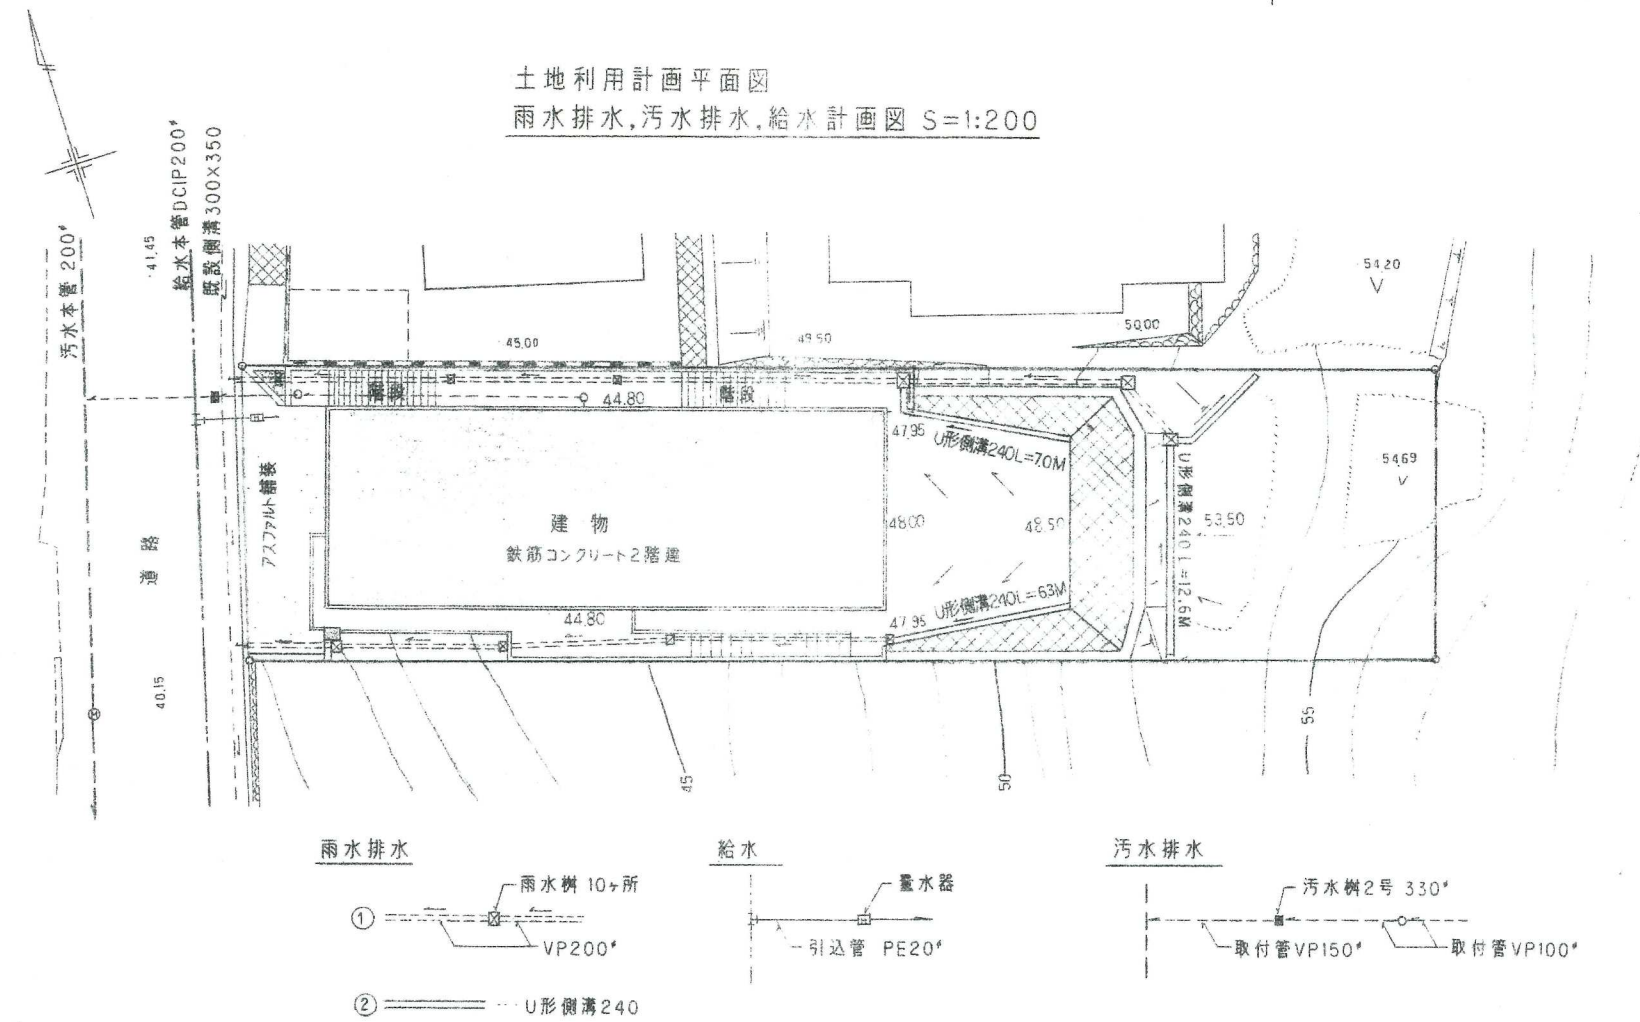 土地利用計画平面図
雨水排水,汚水排水,給水計画図 S=1:200
汚水本管 200φ
41.45
給水本管DCIP200φ
既設側溝300×350
45.00
49.50
50.00
54.20
階段
44.80
階段
47.95
U形側溝240L=7.0M
アスファルト舗装
建物
鉄筋コンクリート2階建
48.00
48.50
U形側溝240 L=12.6M
53.50
54.69
道路
44.80
47.95
U形側溝240L=6.3M
40.15
45
50
55
雨水排水
雨水桝 10ヶ所
①
VP200φ
② U形側溝240
給水
量水器
引込管 PE20φ
汚水排水
汚水桝2号 330φ
取付管VP150φ
取付管VP100φ